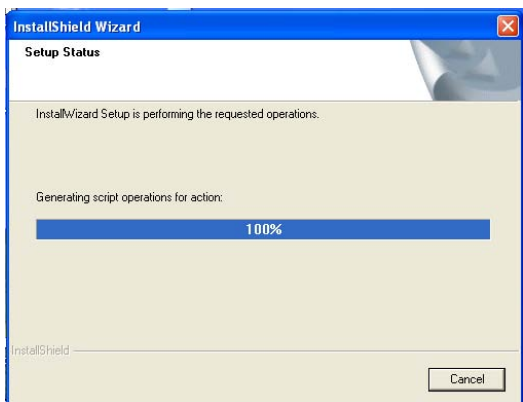 InstallShield Wizard
Setup Status
InstallWizard Setup is performing the requested operations.
Generating script operations for action:
100%
InstallShield
Cancel